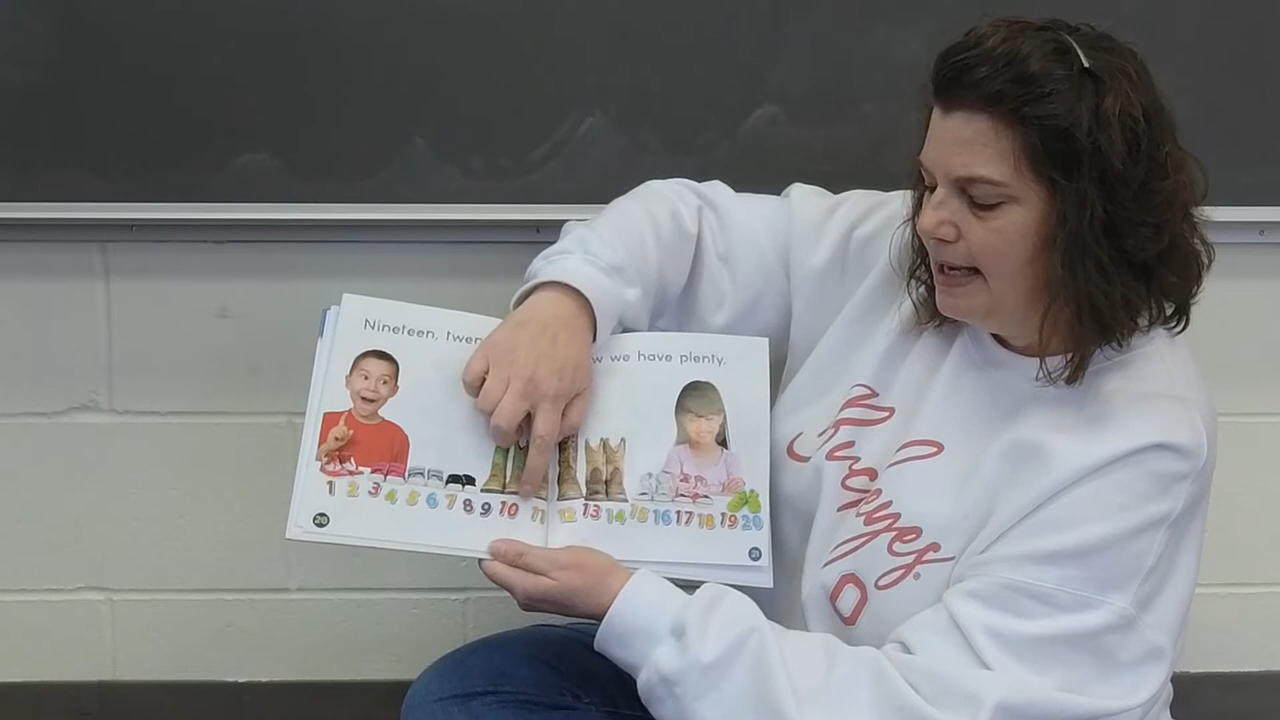 Nineteen, twen
w we have plenty.
1 2 3 4 5 6 7 8 9 10 11 12 13 14 15 16 17 18 19 20
20
21
Buckeyes
O